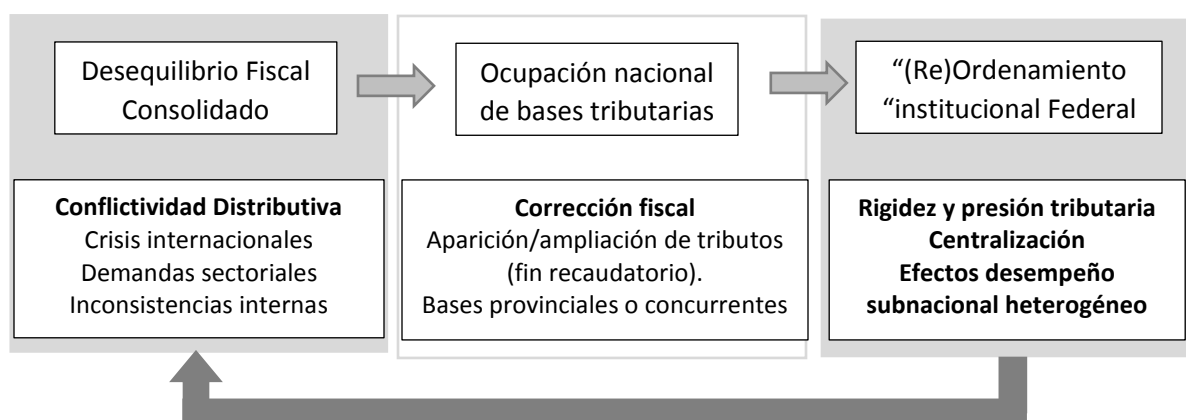 Desequilibrio Fiscal
Consolidado
Ocupación nacional
de bases tributarias
“(Re)Ordenamiento
“institucional Federal
Conflictividad Distributiva
Crisis internacionales
Demandas sectoriales
Inconsistencias internas
Corrección fiscal
Aparición/ampliación de tributos
(fin recaudatorio).
Bases provinciales o concurrentes
Rigidez y presión tributaria
Centralización
Efectos desempeño
subnacional heterogéneo